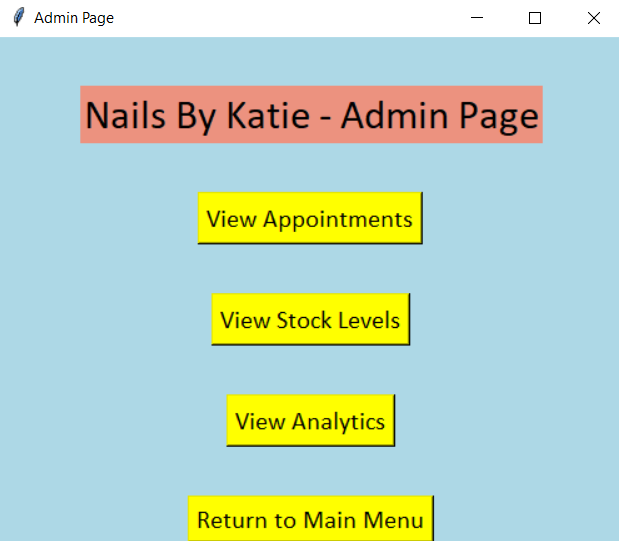 Admin Page
Nails By Katie - Admin Page
View Appointments
View Stock Levels
View Analytics
Return to Main Menu